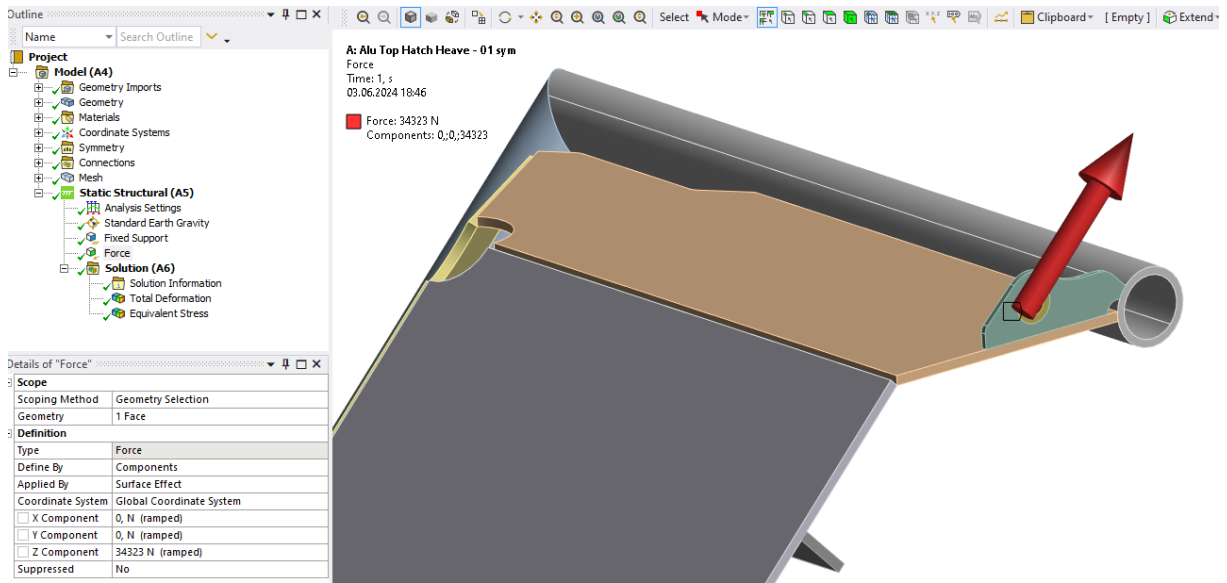 Outline
Name
Search Outline
Project
Model (A4)
Geometry Imports
Geometry
Materials
Coordinate Systems
Symmetry
Connections
Mesh
Static Structural (A5)
Analysis Settings
Standard Earth Gravity
Fixed Support
Force
Solution (A6)
Solution Information
Total Deformation
Equivalent Stress
Details of "Force"
Scope
Scoping Method Geometry Selection
Geometry 1 Face
Definition
Type Force
Define By Components
Applied By Surface Effect
Coordinate System Global Coordinate System
X Component 0, N (ramped)
Y Component 0, N (ramped)
Z Component 34323 N (ramped)
Suppressed No
Select Mode Clipboard [ Empty ] Extend
A: Alu Top Hatch Heave - 01 sym
Force
Time: 1, s
03.06.2024 18:46
Force: 34323 N
Components: 0,;0,;34323